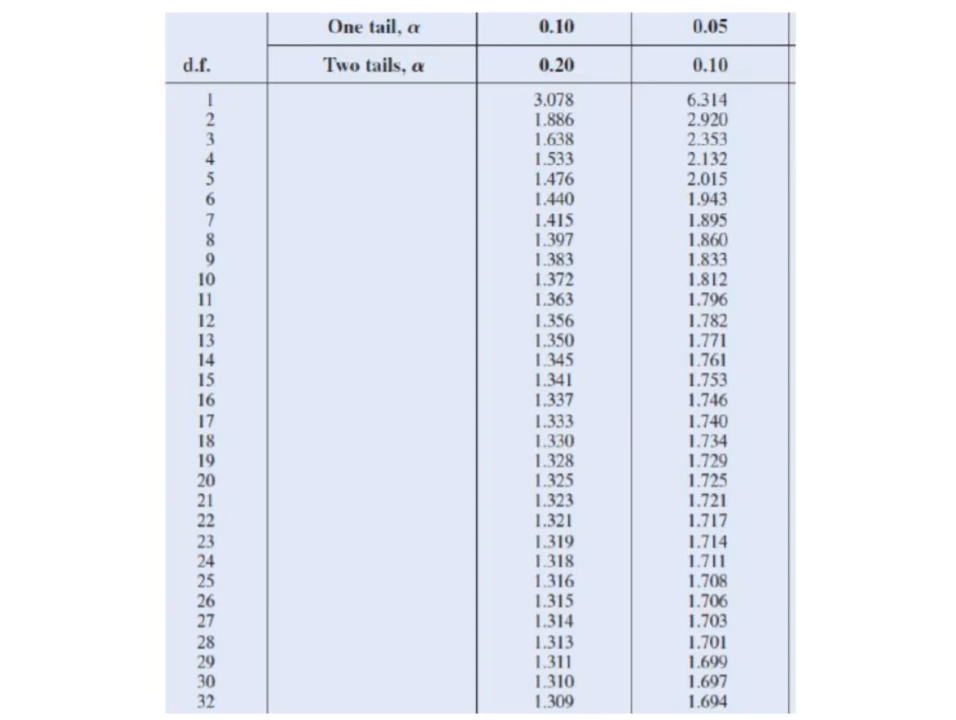 One tail, α 0.10 0.05
d.f. Two tails, α 0.20 0.10
1 3.078 6.314
2 1.886 2.920
3 1.638 2.353
4 1.533 2.132
5 1.476 2.015
6 1.440 1.943
7 1.415 1.895
8 1.397 1.860
9 1.383 1.833
10 1.372 1.812
11 1.363 1.796
12 1.356 1.782
13 1.350 1.771
14 1.345 1.761
15 1.341 1.753
16 1.337 1.746
17 1.333 1.740
18 1.330 1.734
19 1.328 1.729
20 1.325 1.725
21 1.323 1.721
22 1.321 1.717
23 1.319 1.714
24 1.318 1.711
25 1.316 1.708
26 1.315 1.706
27 1.314 1.703
28 1.313 1.701
29 1.311 1.699
30 1.310 1.697
32 1.309 1.694